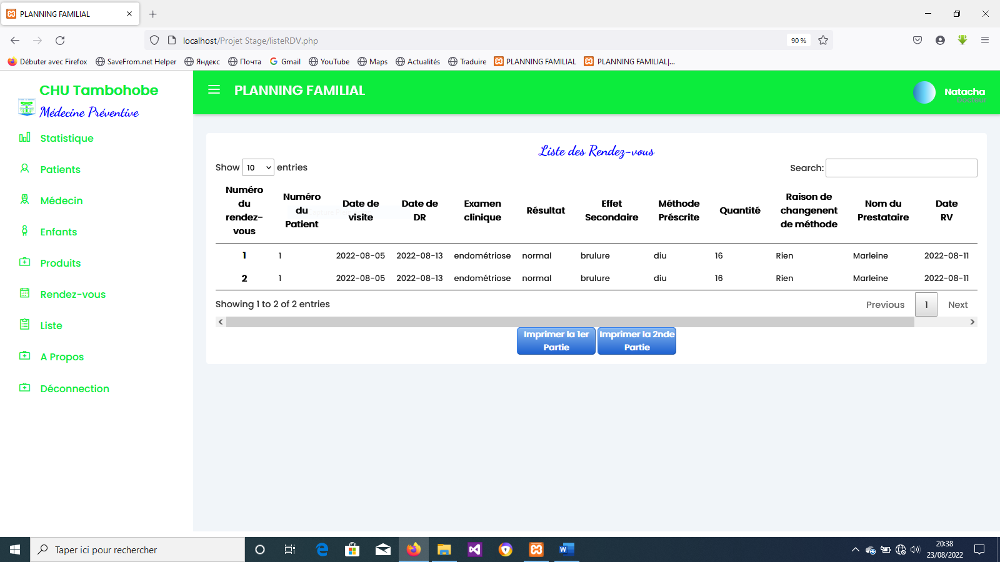 PLANNING FAMILIAL
localhost/Projet Stage/listeRDV.php
90 %
Débuter avec Firefox
SaveFrom.net Helper
Яндекс
Почта
Gmail
YouTube
Maps
Actualités
Traduire
PLANNING FAMILIAL
PLANNING FAMILIAL|...
CHU Tambohobe
Médecine Préventive
Statistique
Patients
Médecin
Enfants
Produits
Rendez-vous
Liste
A Propos
Déconnection
PLANNING FAMILIAL
Natacha
Liste des Rendez-vous
Show 10 entries
Search:
Numéro du rendez-vous
Numéro du Patient
Date de visite
Date de DR
Examen clinique
Résultat
Effet Secondaire
Méthode Préscrite
Quantité
Raison de changenent de méthode
Nom du Prestataire
Date RV
1 1 2022-08-05 2022-08-13 endométriose normal brulure diu 16 Rien Marleine 2022-08-11
2 1 2022-08-05 2022-08-13 endométriose normal brulure diu 16 Rien Marleine 2022-08-11
Showing 1 to 2 of 2 entries
Previous 1 Next
Imprimer la 1er Partie
Imprimer la 2nde Partie
Taper ici pour rechercher
20:38
23/08/2022